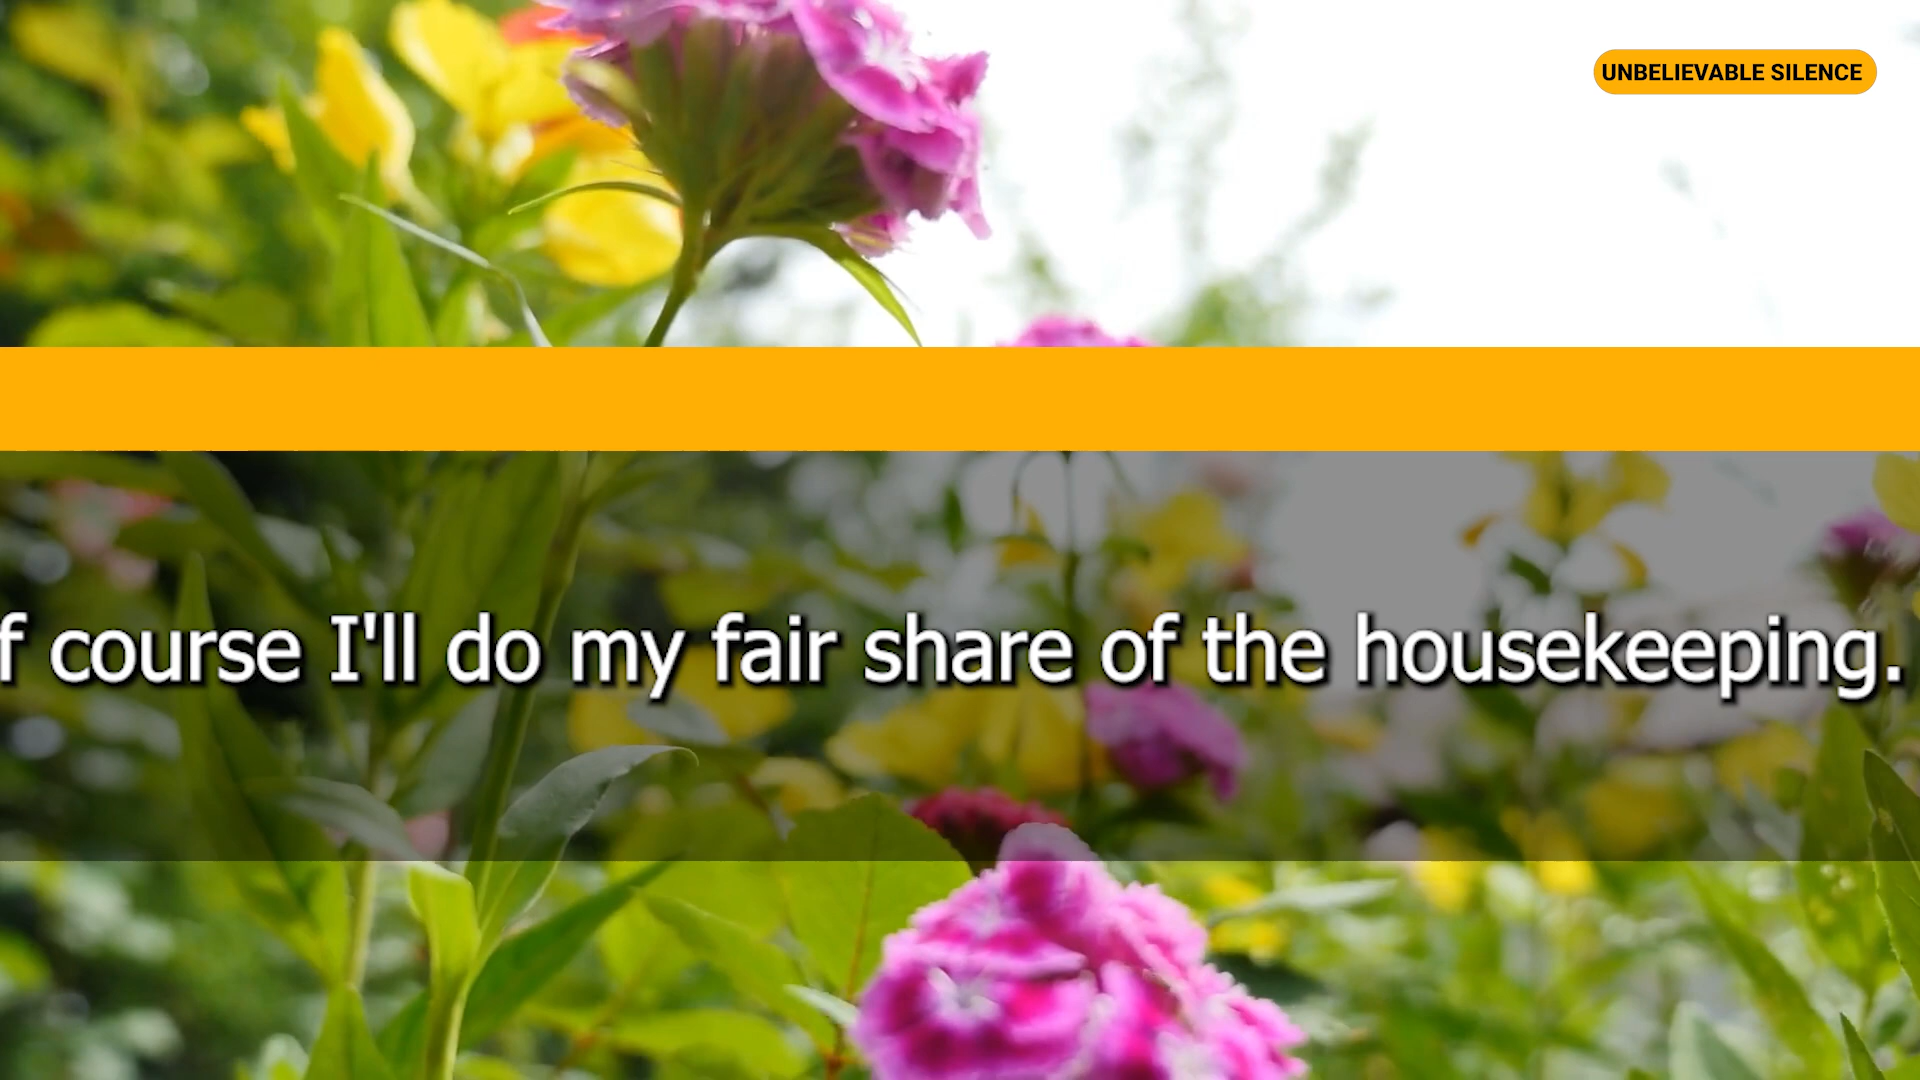 UNBELIEVABLE SILENCE
f course I'll do my fair share of the housekeeping.